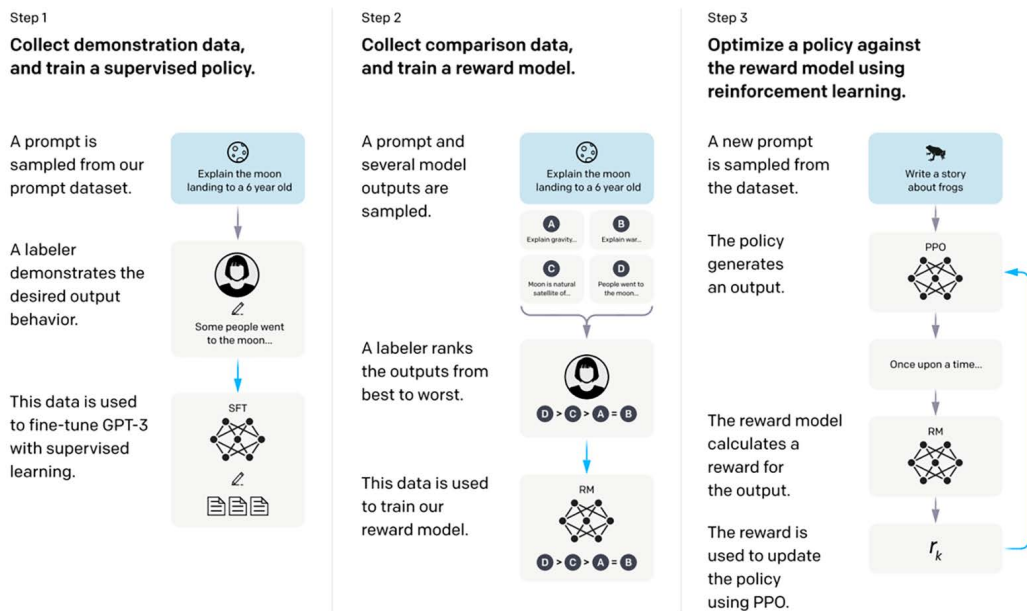 Step 1
Collect demonstration data,
and train a supervised policy.
A prompt is
sampled from our
prompt dataset.
Explain the moon
landing to a 6 year old
A labeler
demonstrates the
desired output
behavior.
Some people went
to the moon...
This data is used
to fine-tune GPT-3
with supervised
learning.
SFT
Step 2
Collect comparison data,
and train a reward model.
A prompt and
several model
outputs are
sampled.
Explain the moon
landing to a 6 year old
A
Explain gravity...
B
Explain war...
C
Moon is natural
satellite of...
D
People went to
the moon...
A labeler ranks
the outputs from
best to worst.
D > C > A = B
This data is used
to train our
reward model.
RM
D > C > A = B
Step 3
Optimize a policy against
the reward model using
reinforcement learning.
A new prompt
is sampled from
the dataset.
Write a story
about frogs
The policy
generates
an output.
PPO
Once upon a time...
The reward model
calculates a
reward for
the output.
RM
The reward is
used to update
the policy
using PPO.
rₖ